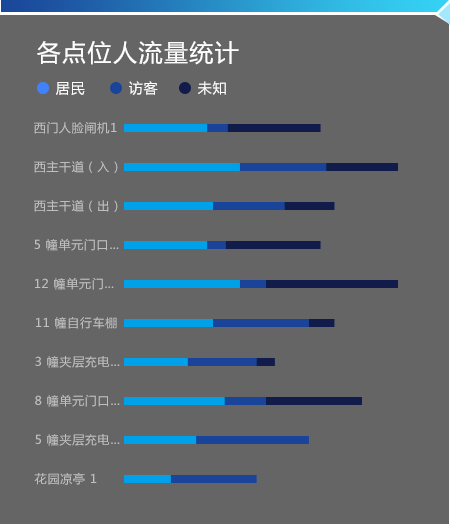 各点位人流量统计
居民 访客 未知
西门人脸闸机1
西主干道（入）
西主干道（出）
5 幢单元门口...
12 幢单元门...
11 幢自行车棚
3 幢夹层充电...
8 幢单元门口...
5 幢夹层充电...
花园凉亭 1